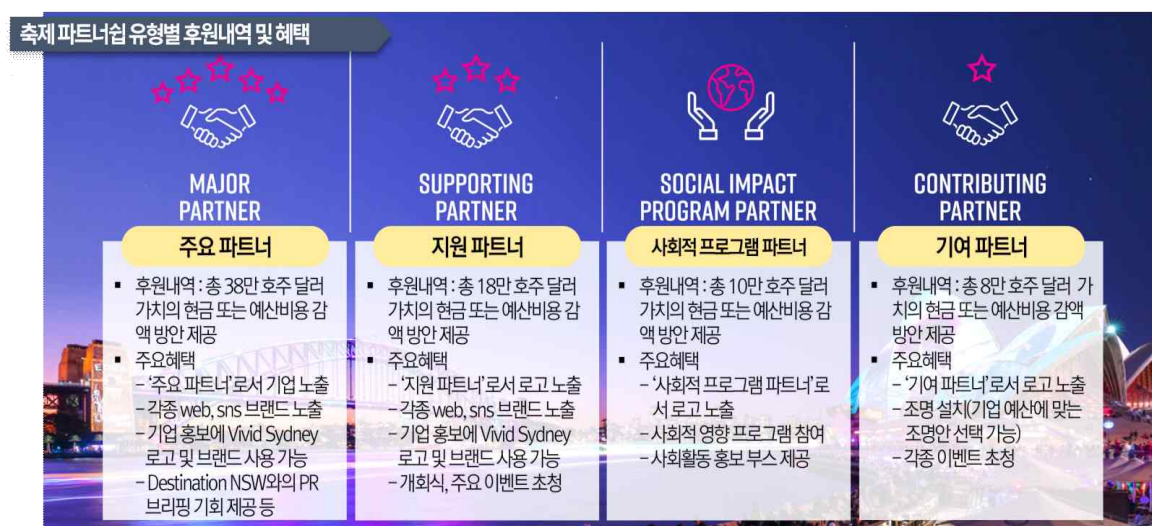 축제 파트너쉽 유형별 후원내역 및 혜택
MAJOR
PARTNER
주요 파트너
▪ 후원내역 : 총 38만 호주 달러
가치의 현금 또는 예산비용 감
액 방안 제공
▪ 주요혜택
– ‘주요 파트너’로서 기업 노출
– 각종 web, sns 브랜드 노출
– 기업 홍보에 Vivid Sydney
로고 및 브랜드 사용 가능
– Destination NSW와의 PR
브리핑 기회 제공 등
SUPPORTING
PARTNER
지원 파트너
▪ 후원내역 : 총 18만 호주 달러
가치의 현금 또는 예산비용 감
액 방안 제공
▪ 주요혜택
– ‘지원 파트너’로서 로고 노출
– 각종 web, sns 브랜드 노출
– 기업 홍보에 Vivid Sydney
로고 및 브랜드 사용 가능
– 개회식, 주요 이벤트 초청
SOCIAL IMPACT
PROGRAM PARTNER
사회적 프로그램 파트너
▪ 후원내역 : 총 10만 호주 달러
가치의 현금 또는 예산비용 감
액 방안 제공
▪ 주요혜택
– ‘사회적 프로그램 파트너’로
서 로고 노출
– 사회적 영향 프로그램 참여
– 사회활동 홍보 부스 제공
CONTRIBUTING
PARTNER
기여 파트너
▪ 후원내역 : 총 8만 호주 달러 가
치의 현금 또는 예산비용 감액
방안 제공
▪ 주요혜택
– ‘기여 파트너’로서 로고 노출
– 조명 설치(기업 예산에 맞는
조명안 선택 가능)
– 각종 이벤트 초청